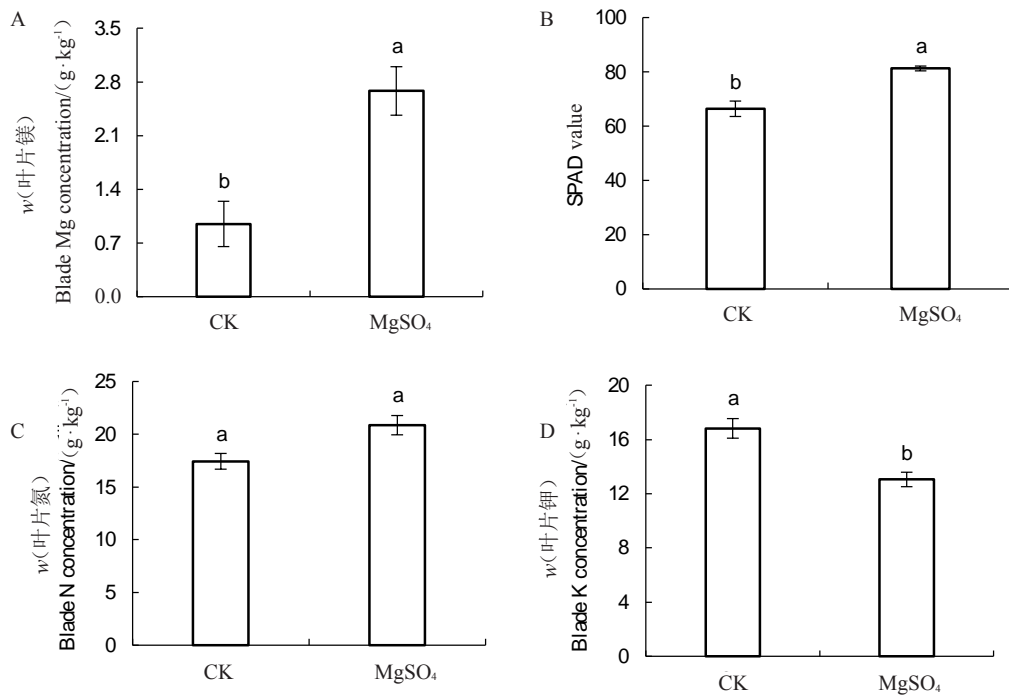 A
w(叶片镁)
Blade Mg concentration/(g·kg⁻¹)
3.5
2.8
2.1
1.4
0.7
0.0
b
a
CK
MgSO₄
B
SPAD value
100
80
60
40
20
0
b
a
CK
MgSO₄
C
w(叶片氮)
Blade N concentration/(g·kg⁻¹)
25
20
15
10
5
0
a
a
CK
MgSO₄
D
w(叶片钾)
Blade K concentration/(g·kg⁻¹)
20
16
12
8
4
0
a
b
CK
MgSO₄